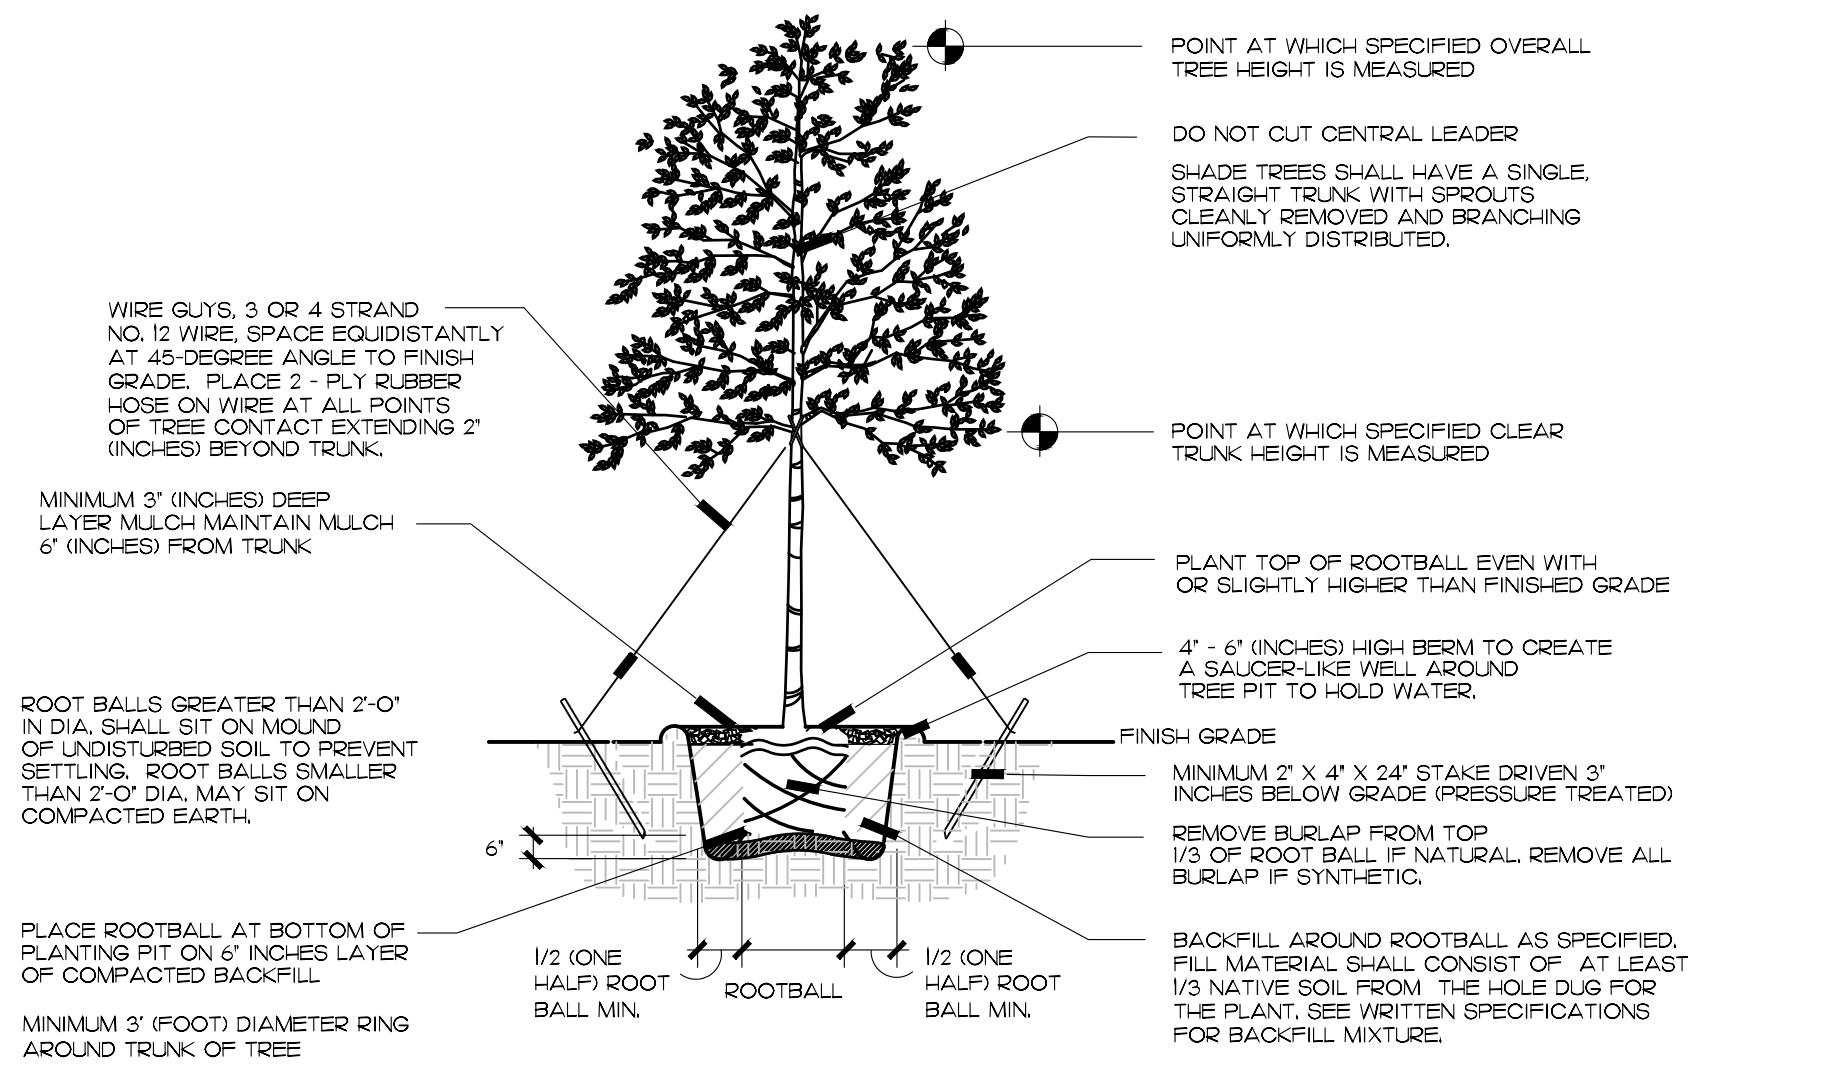 POINT AT WHICH SPECIFIED OVERALL
TREE HEIGHT IS MEASURED
DO NOT CUT CENTRAL LEADER
SHADE TREES SHALL HAVE A SINGLE,
STRAIGHT TRUNK WITH SPROUTS
CLEANLY REMOVED AND BRANCHING
UNIFORMLY DISTRIBUTED.
WIRE GUYS, 3 OR 4 STRAND
NO. 12 WIRE, SPACE EQUIDISTANTLY
AT 45-DEGREE ANGLE TO FINISH
GRADE. PLACE 2 - PLY RUBBER
HOSE ON WIRE AT ALL POINTS
OF TREE CONTACT EXTENDING 2"
(INCHES) BEYOND TRUNK.
POINT AT WHICH SPECIFIED CLEAR
TRUNK HEIGHT IS MEASURED
MINIMUM 3" (INCHES) DEEP
LAYER MULCH MAINTAIN MULCH
6" (INCHES) FROM TRUNK
PLANT TOP OF ROOTBALL EVEN WITH
OR SLIGHTLY HIGHER THAN FINISHED GRADE
4" - 6" (INCHES) HIGH BERM TO CREATE
A SAUCER-LIKE WELL AROUND
TREE PIT TO HOLD WATER.
ROOT BALLS GREATER THAN 2'-0"
IN DIA. SHALL SIT ON MOUND
OF UNDISTURBED SOIL TO PREVENT
SETTLING. ROOT BALLS SMALLER
THAN 2'-0" DIA. MAY SIT ON
COMPACTED EARTH.
FINISH GRADE
MINIMUM 2" X 4" X 24" STAKE DRIVEN 3"
INCHES BELOW GRADE (PRESSURE TREATED)
REMOVE BURLAP FROM TOP
1/3 OF ROOT BALL IF NATURAL. REMOVE ALL
BURLAP IF SYNTHETIC.
6"
PLACE ROOTBALL AT BOTTOM OF
PLANTING PIT ON 6" INCHES LAYER
OF COMPACTED BACKFILL
MINIMUM 3' (FOOT) DIAMETER RING
AROUND TRUNK OF TREE
1/2 (ONE
HALF) ROOT
BALL MIN.
ROOTBALL
1/2 (ONE
HALF) ROOT
BALL MIN.
BACKFILL AROUND ROOTBALL AS SPECIFIED.
FILL MATERIAL SHALL CONSIST OF AT LEAST
1/3 NATIVE SOIL FROM THE HOLE DUG FOR
THE PLANT. SEE WRITTEN SPECIFICATIONS
FOR BACKFILL MIXTURE.